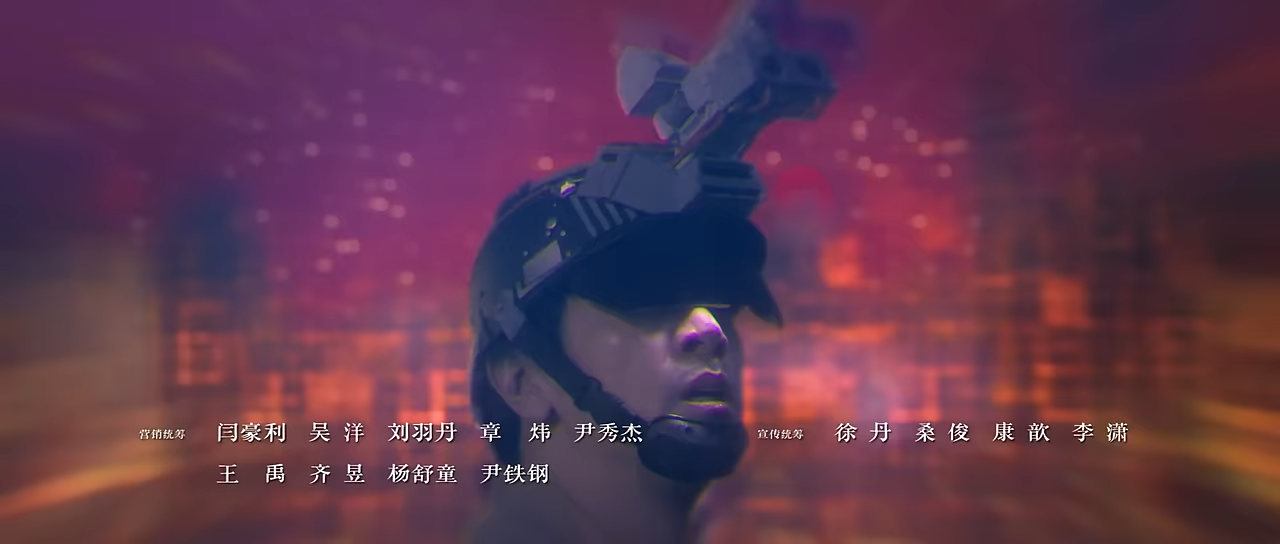 营销统筹 闫豪利 吴洋 刘羽丹 章炜 尹秀杰
王禹 齐昱 杨舒童 尹铁钢
宣传统筹 徐丹 桑俊 康歆 李潇